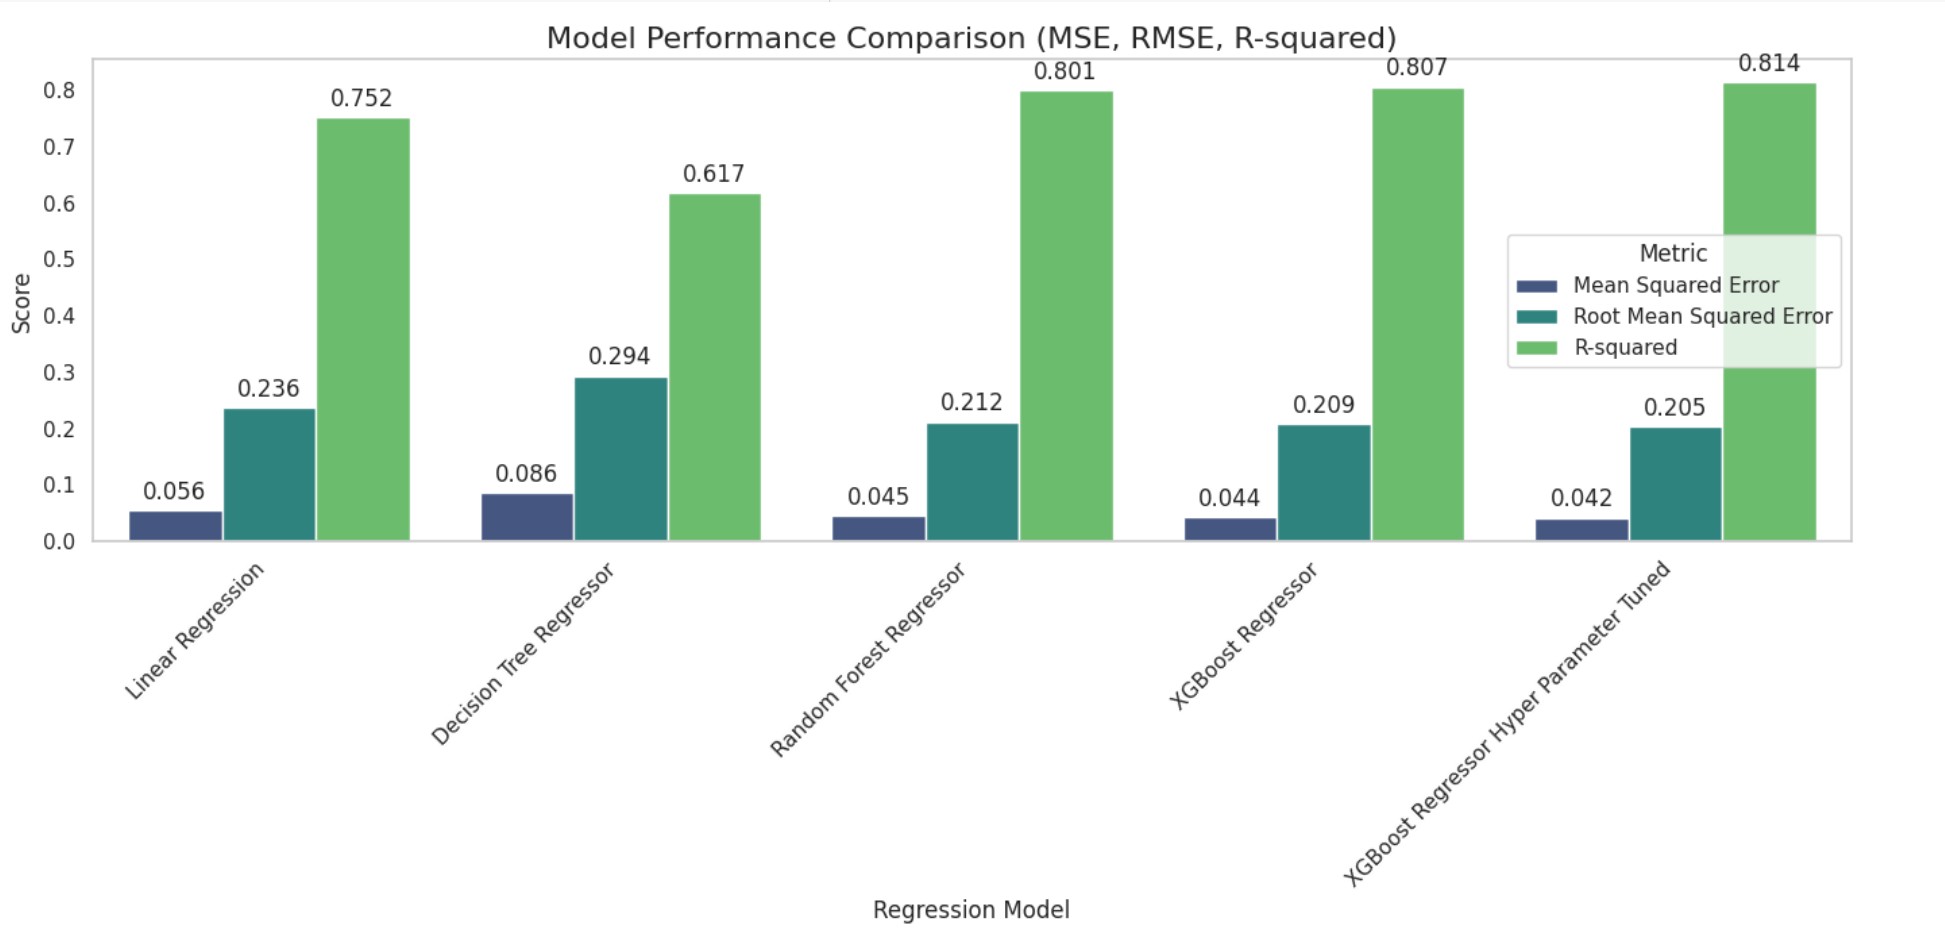 Model Performance Comparison (MSE, RMSE, R-squared)
Score
0.8
0.7
0.6
0.5
0.4
0.3
0.2
0.1
0.0
0.056
0.236
0.752
0.086
0.294
0.617
0.045
0.212
0.801
0.044
0.209
0.807
0.042
0.205
0.814
Metric
Mean Squared Error
Root Mean Squared Error
R-squared
Linear Regression
Decision Tree Regressor
Random Forest Regressor
XGBoost Regressor
XGBoost Regressor Hyper Parameter Tuned
Regression Model